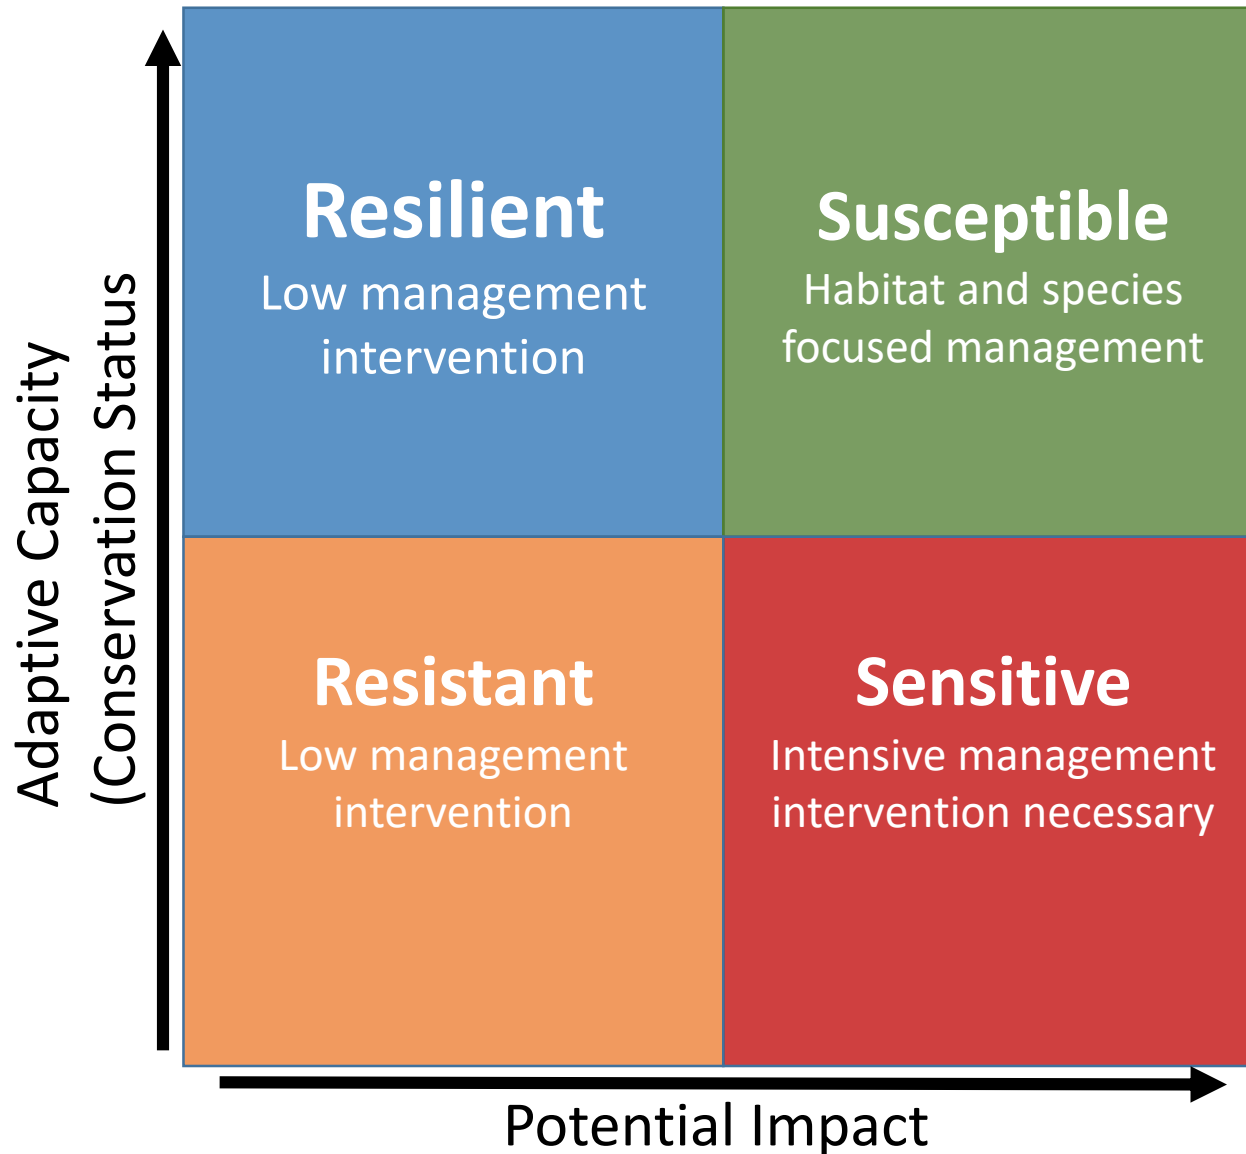 Adaptive Capacity
(Conservation Status
Resilient
Low management
intervention
Susceptible
Habitat and species
focused management
Resistant
Low management
intervention
Sensitive
Intensive management
intervention necessary
Potential Impact